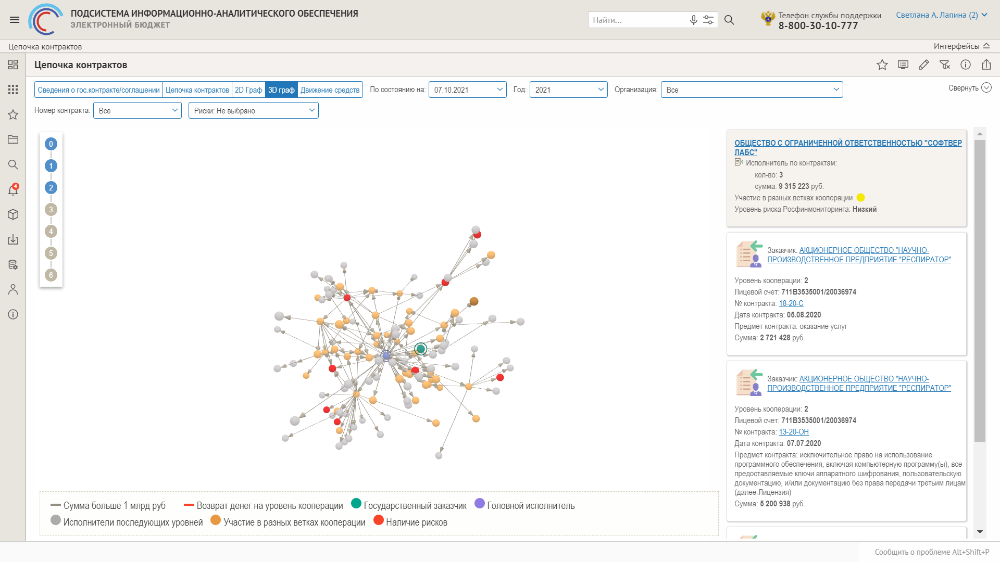 ПОДСИСТЕМА ИНФОРМАЦИОННО-АНАЛИТИЧЕСКОГО ОБЕСПЕЧЕНИЯ
ЭЛЕКТРОННЫЙ БЮДЖЕТ
Найти...
Телефон службы поддержки
8-800-30-10-777
Светлана А. Лапина (2)
Цепочка контрактов
Интерфейсы
Цепочка контрактов
Сведения о гос.контракте/соглашении
Цепочка контрактов
2D Граф
3D граф
Движение средств
По состоянию на: 07.10.2021
Год: 2021
Организация: Все
Свернуть
Номер контракта: Все
Риски: Не выбрано
4
0
1
2
3
4
5
6
ОБЩЕСТВО С ОГРАНИЧЕННОЙ ОТВЕТСТВЕННОСТЬЮ "СОФТВЕР
ЛАБС"
Исполнитель по контрактам:
кол-во: 3
сумма: 9 315 223 руб.
Участие в разных ветках кооперации
Уровень риска Росфинмониторинга: Низкий
Заказчик: АКЦИОНЕРНОЕ ОБЩЕСТВО "НАУЧНО-
ПРОИЗВОДСТВЕННОЕ ПРЕДПРИЯТИЕ "РЕСПИРАТОР"
Уровень кооперации: 2
Лицевой счет: 711В3535001/20036974
№ контракта: 18-20-С
Дата контракта: 05.08.2020
Предмет контракта: оказание услуг
Сумма: 2 721 428 руб.
Заказчик: АКЦИОНЕРНОЕ ОБЩЕСТВО "НАУЧНО-
ПРОИЗВОДСТВЕННОЕ ПРЕДПРИЯТИЕ "РЕСПИРАТОР"
Уровень кооперации: 2
Лицевой счет: 711В3535001/20036974
№ контракта: 13-20-ОН
Дата контракта: 07.07.2020
Предмет контракта: исключительное право на использование
программного обеспечения, включая компьютерную программу(ы), все
предоставляемые ключи аппаратного шифрования, пользовательскую
документацию, и/или документацию без права передачи третьим лицам
(далее-Лицензия)
Сумма: 5 200 938 руб.
Сумма больше 1 млрд руб
Возврат денег на уровень кооперации
Государственный заказчик
Головной исполнитель
Исполнители последующих уровней
Участие в разных ветках кооперации
Наличие рисков
Сообщить о проблеме Alt+Shift+P